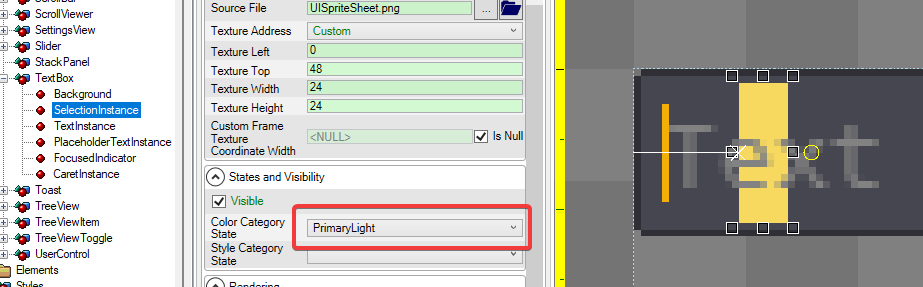 ScrollViewer
SettingsView
Slider
StackPanel
TextBox
Background
SelectionInstance
TextInstance
PlaceholderTextInstance
FocusedIndicator
CaretInstance
Toast
TreeView
TreeViewItem
TreeViewToggle
UserControl
Elements
Styles
Source File
UISpriteSheet.png
...
Texture Address
Custom
Texture Left
0
Texture Top
48
Texture Width
24
Texture Height
24
Custom Frame
Texture
Coordinate Width
<NULL>
Is Null
States and Visibility
Visible
Color Category
State
PrimaryLight
Style Category
State
Rendering
Text